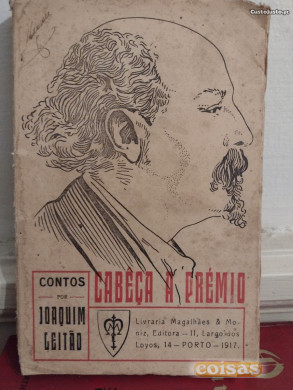 CustoJusto.pt
CONTOS
POR
JOAQUIM
LEITÃO
CABEÇA A PRÉMIO
Livraria Magalhães & Mo-
niz, Editora — 11, Largo dos
Loyos, 14 — PORTO — 1917.
coisas